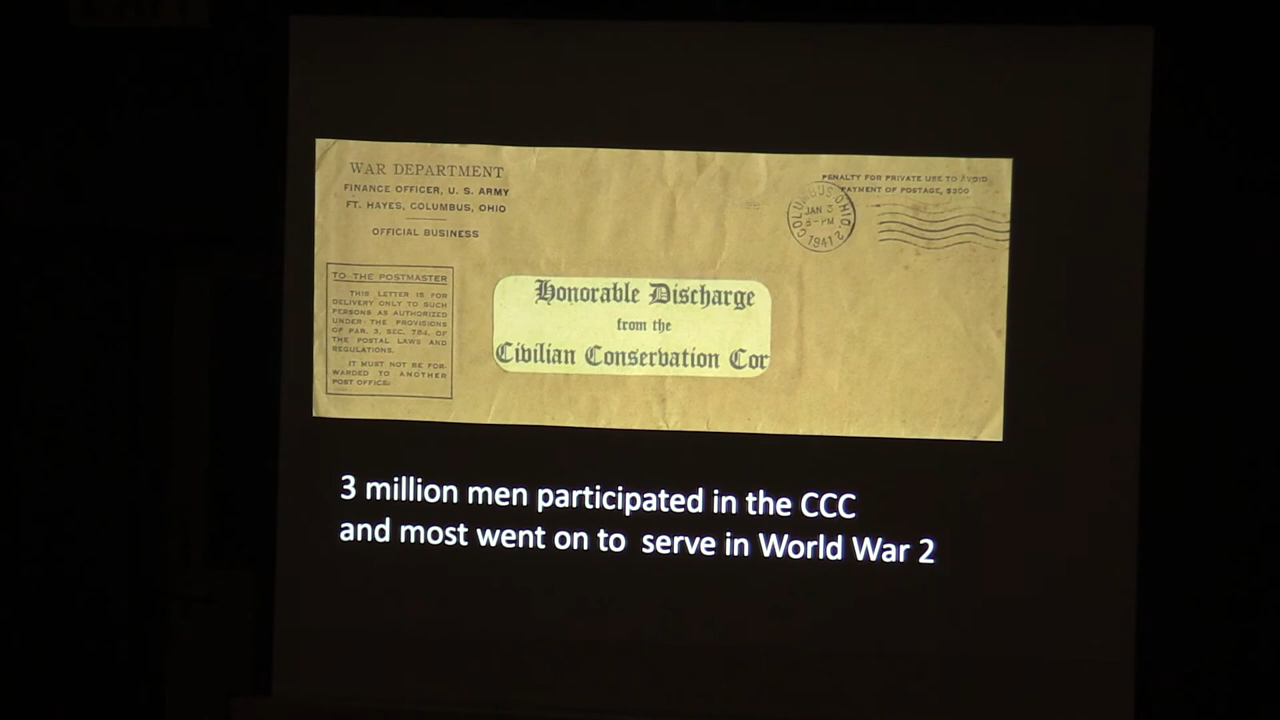 WAR DEPARTMENT
FINANCE OFFICER, U. S. ARMY
FT. HAYES, COLUMBUS, OHIO
OFFICIAL BUSINESS
PENALTY FOR PRIVATE USE TO AVOID
PAYMENT OF POSTAGE, $300
COLUMBUS, OHIO. 2
JAN 3
1941
TO THE POSTMASTER
THIS LETTER IS FOR
DELIVERY ONLY TO SUCH
PERSONS AS AUTHORIZED
UNDER THE PROVISIONS
OF PAR. 3, SEC. 784, OF
THE POSTAL LAWS AND
REGULATIONS.
IT MUST NOT BE FOR-
WARDED TO ANOTHER
POST OFFICE.
Honorable Discharge
from the
Civilian Conservation Cor
3 million men participated in the CCC
and most went on to serve in World War 2